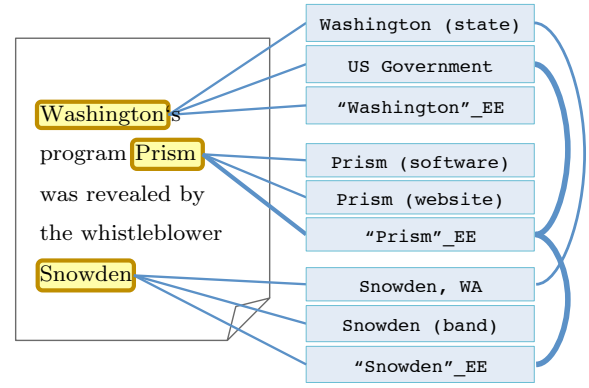 Washington's
program Prism
was revealed by
the whistleblower
Snowden
Washington (state)
US Government
“Washington”_EE
Prism (software)
Prism (website)
“Prism”_EE
Snowden, WA
Snowden (band)
“Snowden”_EE